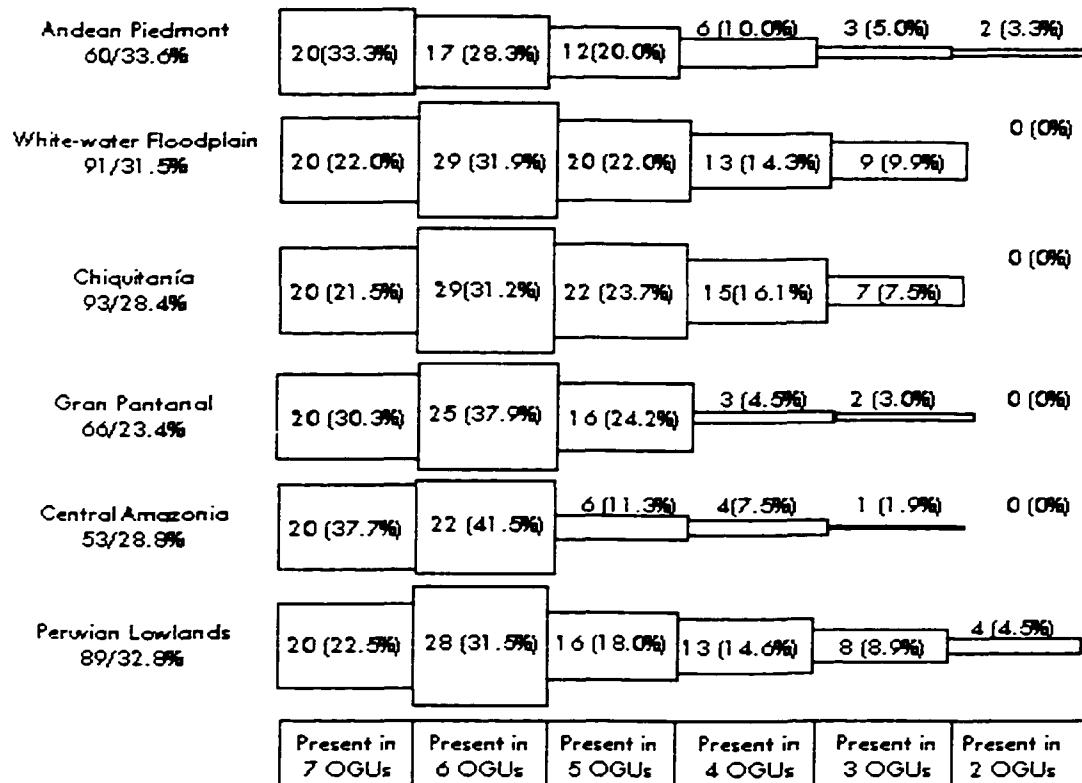 Andean Piedmont
60/33.6%
20(33.3%) 17 (28.3%) 12(20.0%) 6 (10.0%) 3 (5.0%) 2 (3.3%)
White-water Floodplain
91/31.5%
20 (22.0%) 29 (31.9%) 20 (22.0%) 13 (14.3%) 9 (9.9%) 0 (0%)
Chiquitanía
93/28.4%
20 (21.5%) 29(31.2%) 22 (23.7%) 15(16.1%) 7 (7.5%) 0 (0%)
Gran Pantanal
66/23.4%
20 (30.3%) 25 (37.9%) 16 (24.2%) 3 (4.5%) 2 (3.0%) 0 (0%)
Central Amazonia
53/28.8%
20 (37.7%) 22 (41.5%) 6 (11.3%) 4(7.5%) 1 (1.9%) 0 (0%)
Peruvian Lowlands
89/32.8%
20 (22.5%) 28 (31.5%) 16 (18.0%) 13 (14.6%) 8 (8.9%) 4 (4.5%)
Present in Present in Present in Present in Present in Present in
7 OGUs 6 OGUs 5 OGUs 4 OGUs 3 OGUs 2 OGUs